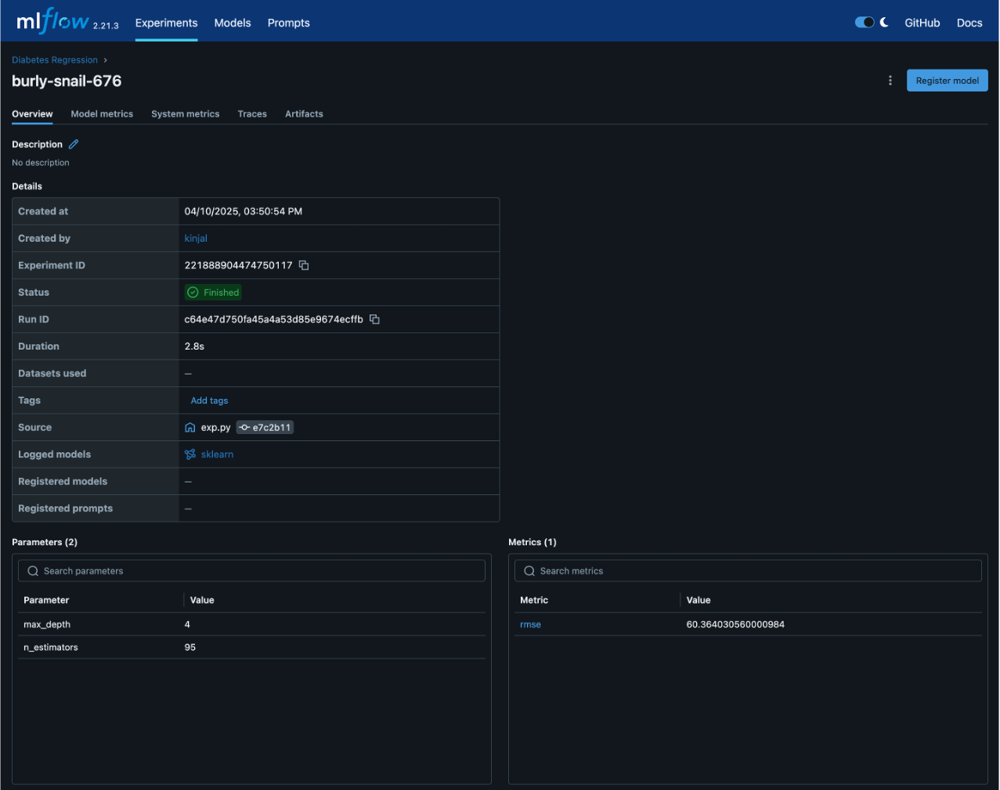 mlflow 2.21.3 Experiments Models Prompts GitHub Docs
Diabetes Regression ›
burly-snail-676
Register model
Overview Model metrics System metrics Traces Artifacts
Description
No description
Details
Created at 04/10/2025, 03:50:54 PM
Created by kinjal
Experiment ID 221888904474750117
Status Finished
Run ID c64e47d750fa45a4a53d85e9674ecffb
Duration 2.8s
Datasets used —
Tags Add tags
Source exp.py e7c2b11
Logged models sklearn
Registered models —
Registered prompts —
Parameters (2)
Search parameters
Parameter Value
max_depth 4
n_estimators 95
Metrics (1)
Search metrics
Metric Value
rmse 60.364030560000984